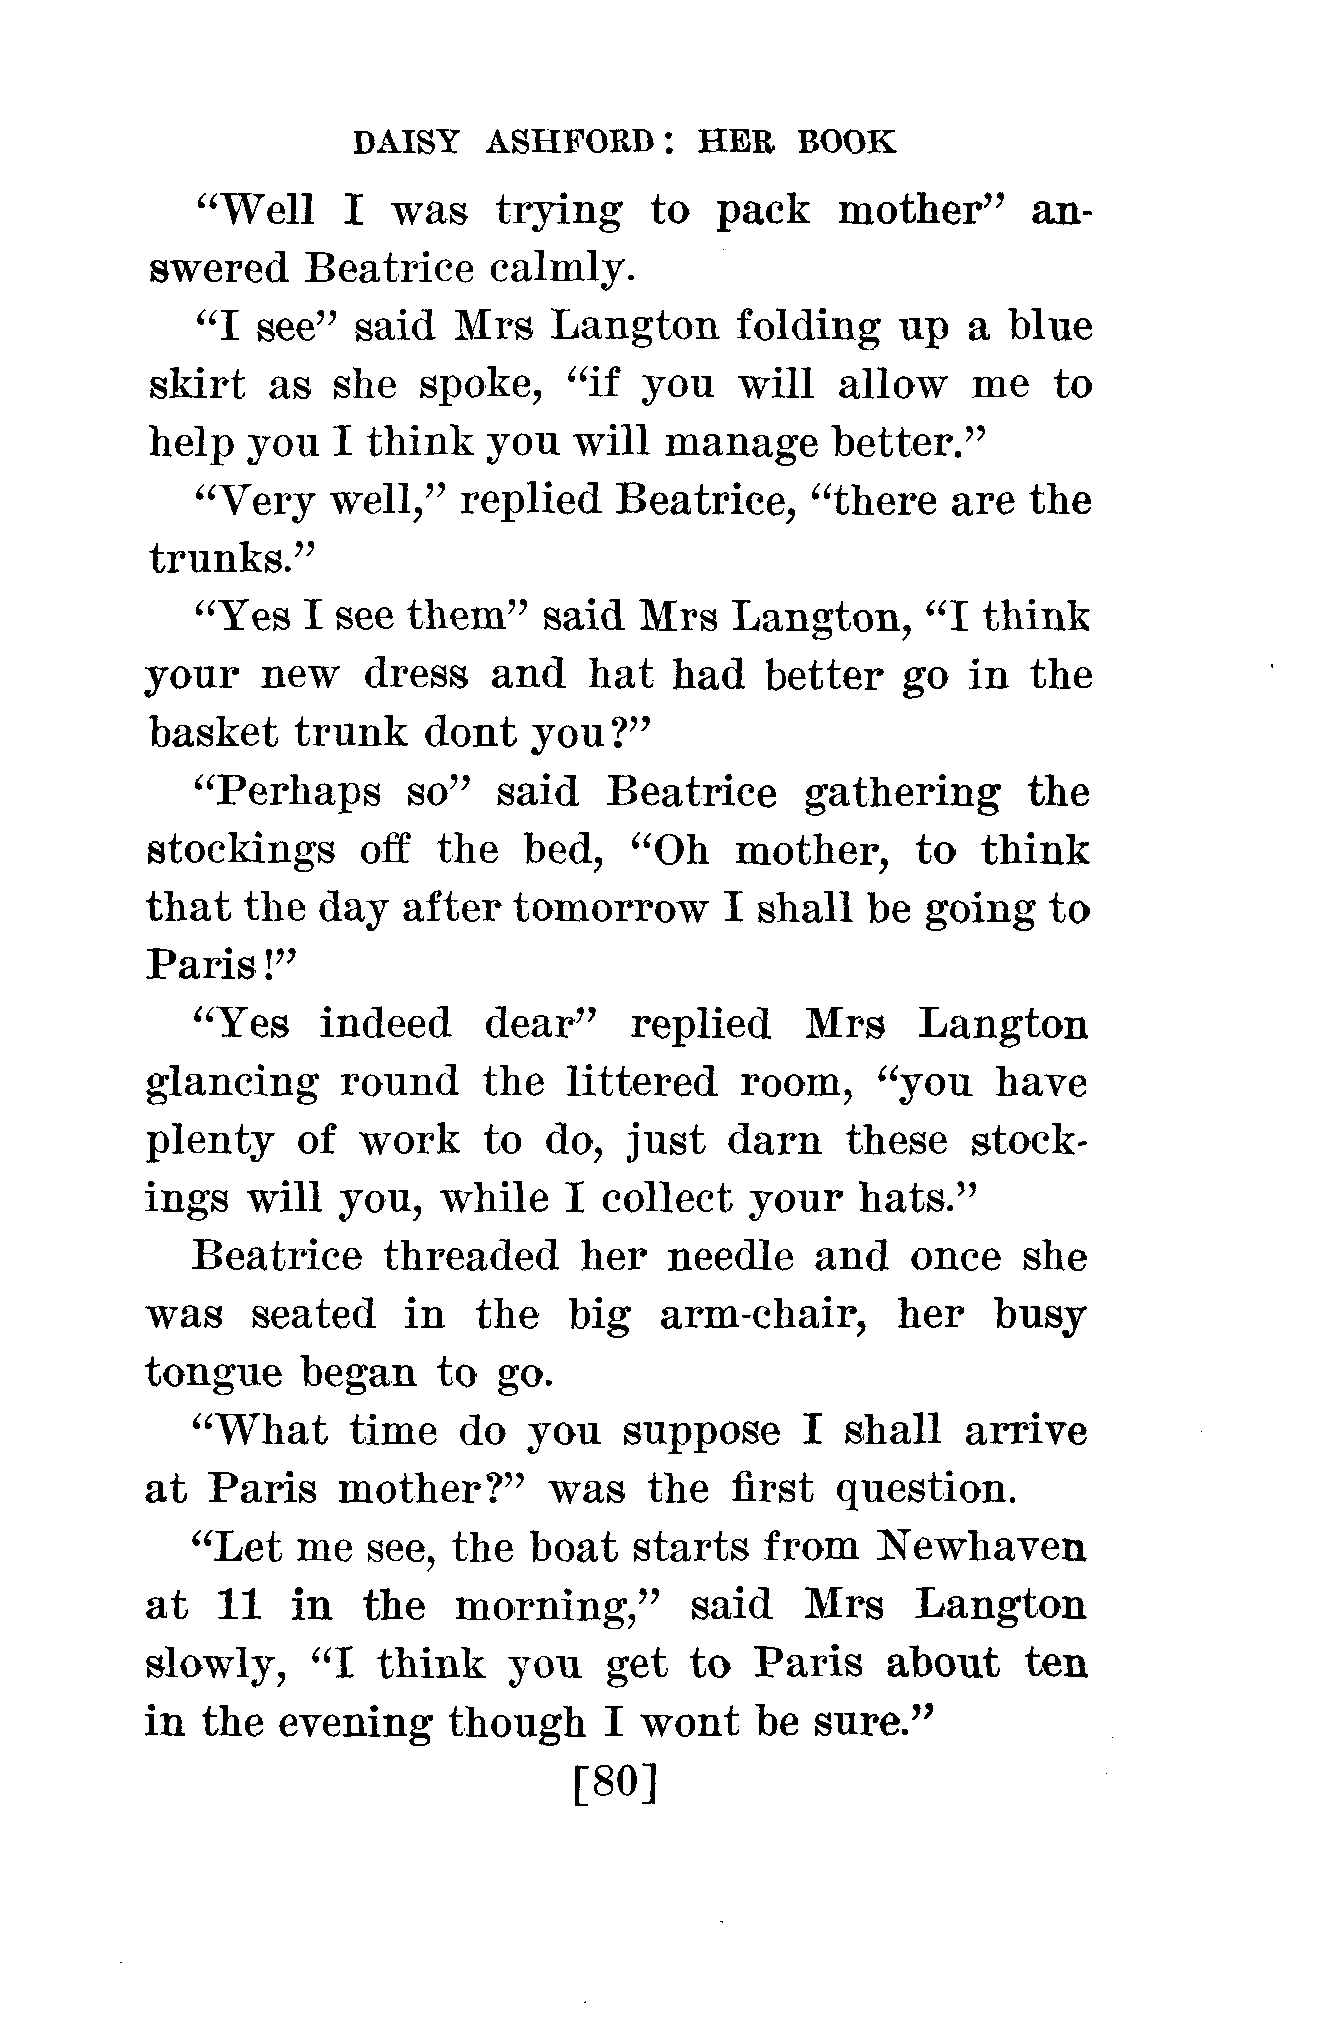 DAISY ASHFORD: HER BOOK
“Well I was trying to pack mother” an-
swered Beatrice calmly.
“I see” said Mrs Langton folding up a blue
skirt as she spoke, “if you will allow me to
help you I think you will manage better.”
“Very well,” replied Beatrice, “there are the
trunks.”
“Yes I see them” said Mrs Langton, “I think
your new dress and hat had better go in the
basket trunk dont you?”
“Perhaps so” said Beatrice gathering the
stockings off the bed, “Oh mother, to think
that the day after tomorrow I shall be going to
Paris!”
“Yes indeed dear” replied Mrs Langton
glancing round the littered room, “you have
plenty of work to do, just darn these stock-
ings will you, while I collect your hats.”
Beatrice threaded her needle and once she
was seated in the big arm-chair, her busy
tongue began to go.
“What time do you suppose I shall arrive
at Paris mother?” was the first question.
“Let me see, the boat starts from Newhaven
at 11 in the morning,” said Mrs Langton
slowly, “I think you get to Paris about ten
in the evening though I wont be sure.”
[80]